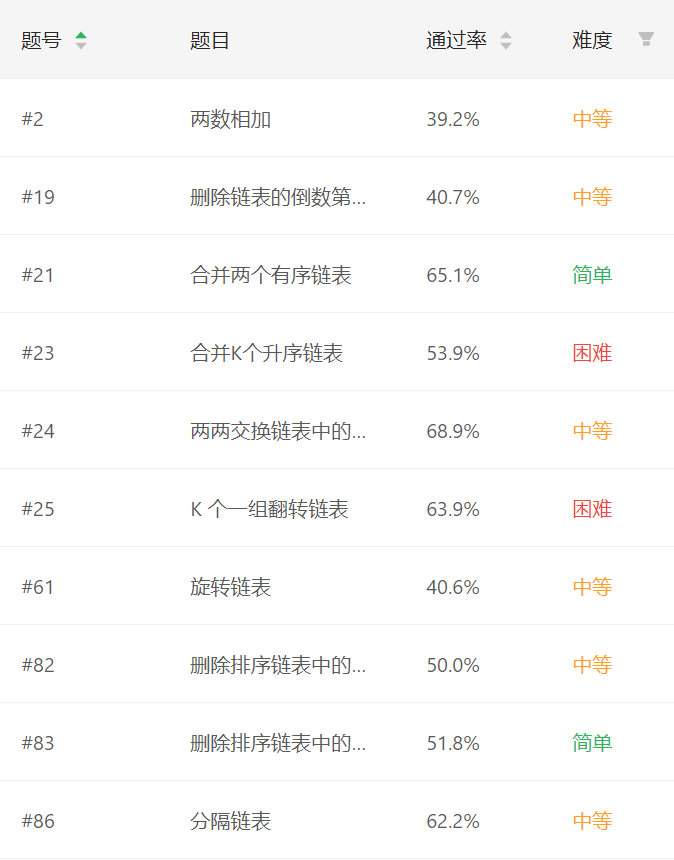 题号 题目 通过率 难度
#2 两数相加 39.2% 中等
#19 删除链表的倒数第... 40.7% 中等
#21 合并两个有序链表 65.1% 简单
#23 合并K个升序链表 53.9% 困难
#24 两两交换链表中的... 68.9% 中等
#25 K 个一组翻转链表 63.9% 困难
#61 旋转链表 40.6% 中等
#82 删除排序链表中的... 50.0% 中等
#83 删除排序链表中的... 51.8% 简单
#86 分隔链表 62.2% 中等